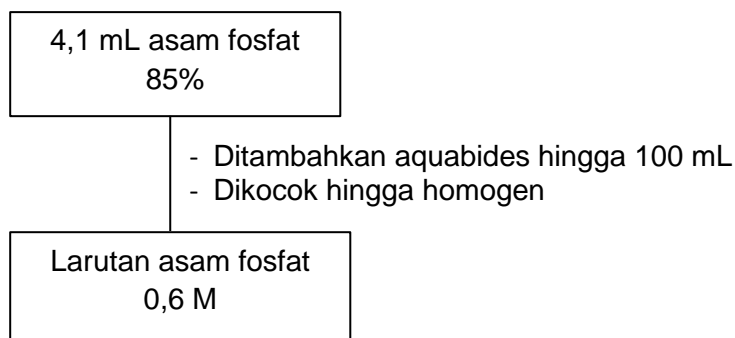 4,1 mL asam fosfat
85%
- Ditambahkan aquabides hingga 100 mL
- Dikocok hingga homogen
Larutan asam fosfat
0,6 M